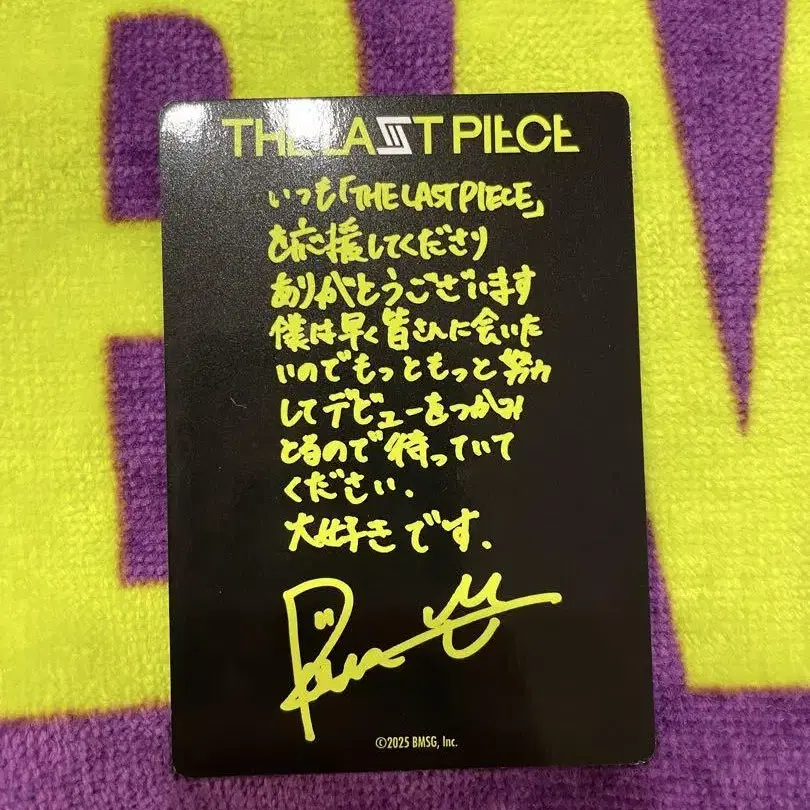 THE LAST PIECE
いつも「THE LAST PIECE」
を応援してくださり
ありがとうございます
僕は早く皆さんに会いた
いのでもっともっと努力
してデビューをつかみ
とるので待っていて
ください.
大好きです.
©2025 BMSG, Inc.